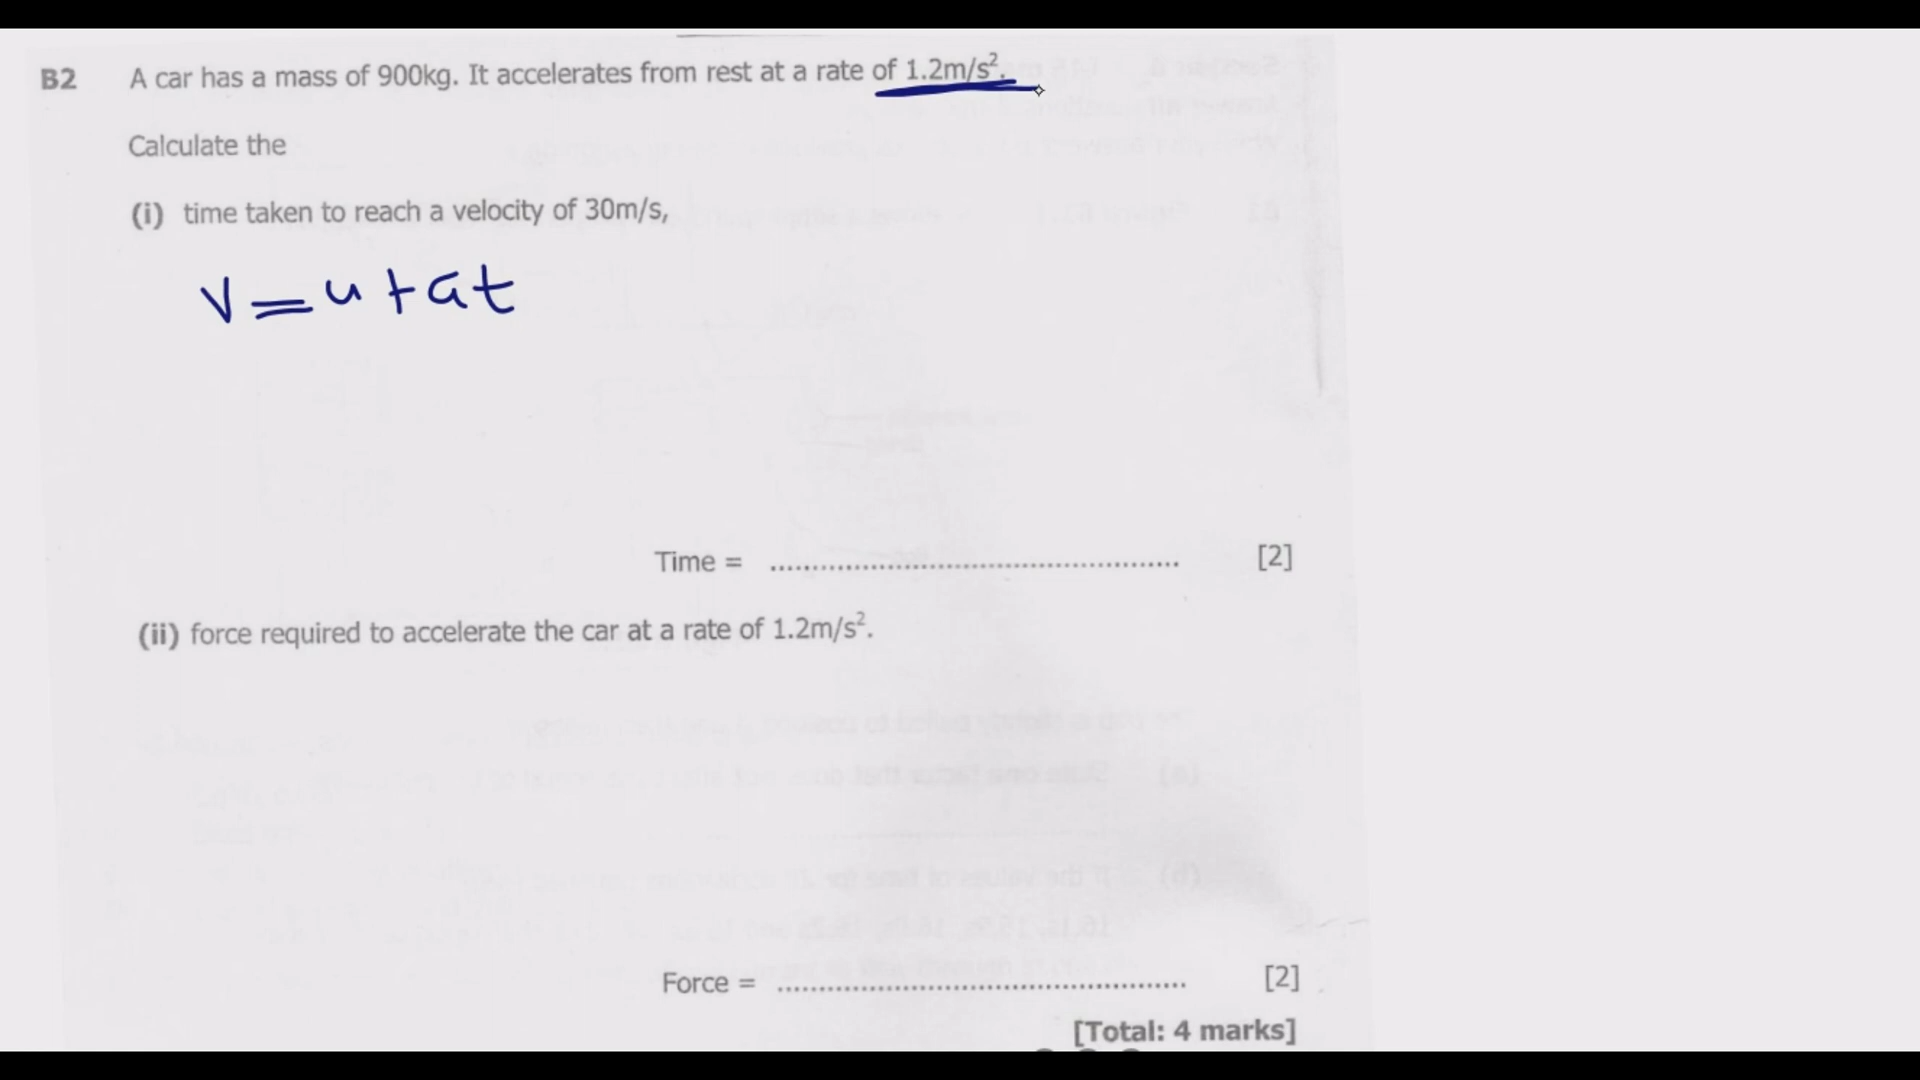 B2 A car has a mass of 900kg. It accelerates from rest at a rate of 1.2m/s².
Calculate the
(i) time taken to reach a velocity of 30m/s,
v = u + at
Time = ........................................ [2]
(ii) force required to accelerate the car at a rate of 1.2m/s².
Force = ........................................ [2]
[Total: 4 marks]